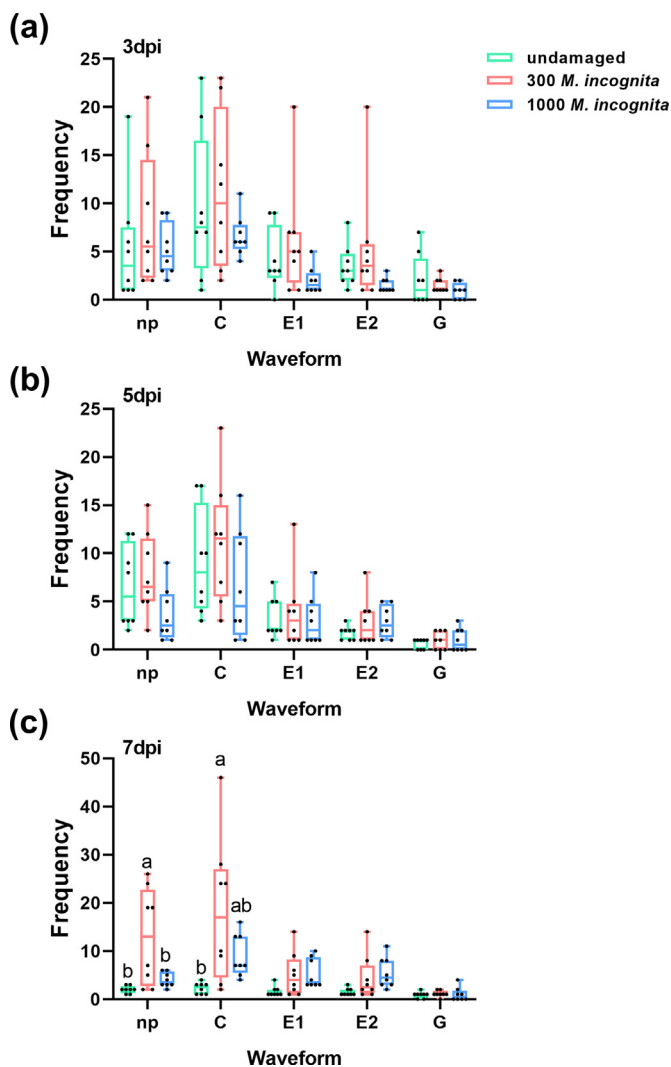 (a)
3dpi
undamaged
300 M. incognita
1000 M. incognita
Frequency
25
20
15
10
5
0
np C E1 E2 G
Waveform
(b)
5dpi
Frequency
25
20
15
10
5
0
np C E1 E2 G
Waveform
(c)
7dpi
Frequency
50
40
30
20
10
0
b a b b a ab
np C E1 E2 G
Waveform